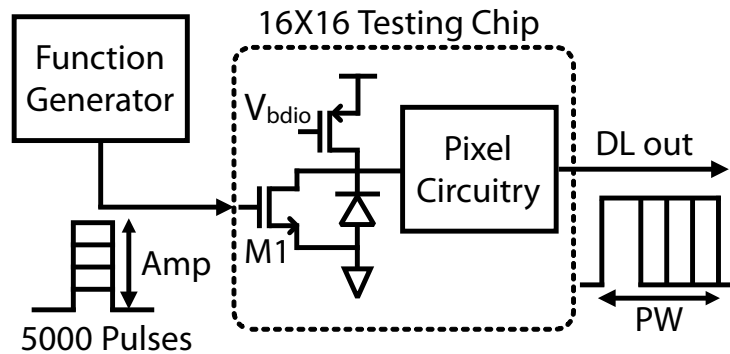 16X16 Testing Chip
Function
Generator
V_bdio
Pixel
Circuitry
DL out
M1
Amp
5000 Pulses
PW